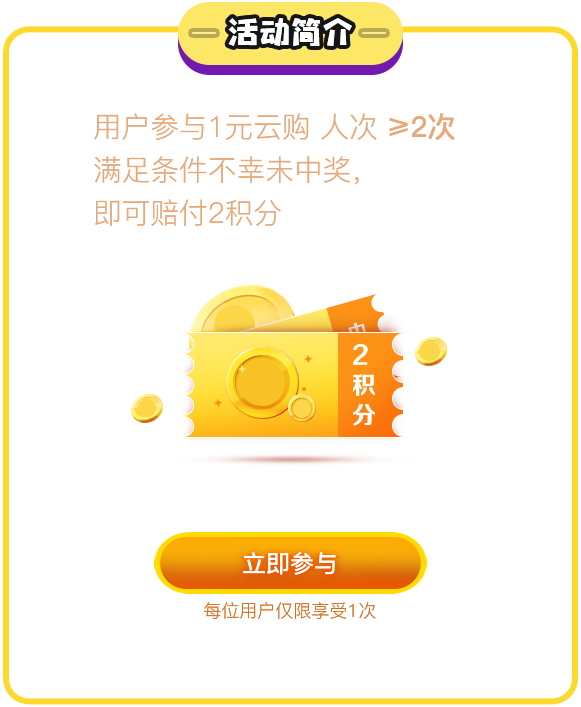 活动简介
用户参与1元云购 人次 ≥2次
满足条件不幸未中奖,
即可赔付2积分
2
积
分
立即参与
每位用户仅限享受1次